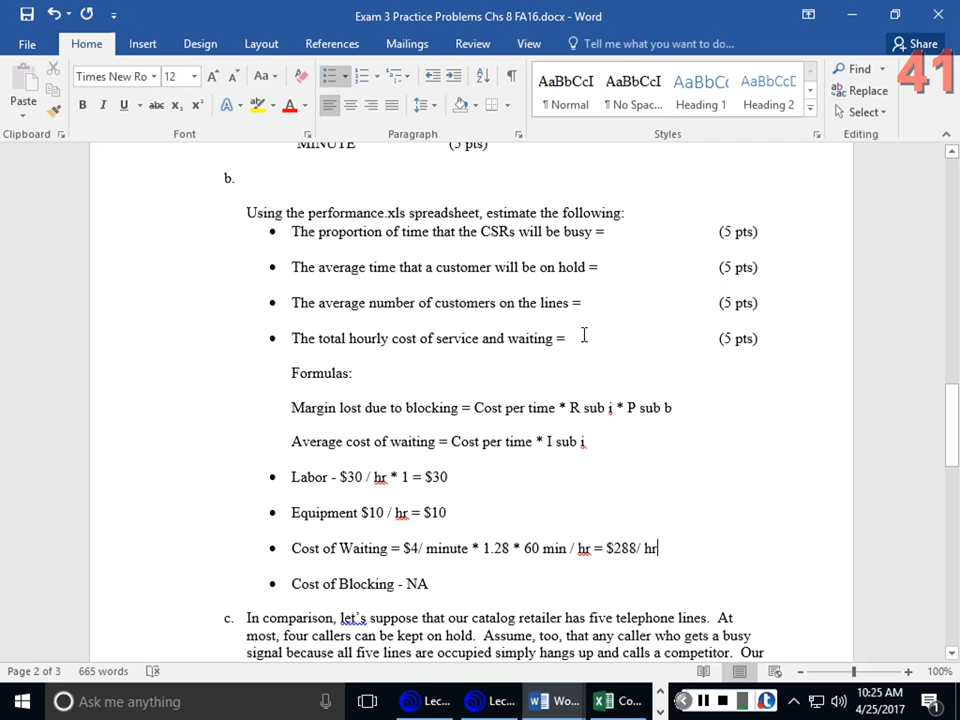 Exam 3 Practice Problems Chs 8 FA16.docx - Word
File Home Insert Design Layout References Mailings Review View Tell me what you want to do... Share
41
Times New Ro 12 Aa
Paste
B I U abc X₂ X² A A
AaBbCcI AaBbCcI AaBbCc AaBbCcD
¶ Normal ¶ No Spac... Heading 1 Heading 2
Find
Replace
Select
Clipboard Font Paragraph Styles Editing
MINUTE (5 pts)
b.
Using the performance.xls spreadsheet, estimate the following:
• The proportion of time that the CSRs will be busy = (5 pts)
• The average time that a customer will be on hold = (5 pts)
• The average number of customers on the lines = (5 pts)
• The total hourly cost of service and waiting = (5 pts)
Formulas:
Margin lost due to blocking = Cost per time * R sub i * P sub b
Average cost of waiting = Cost per time * I sub i
• Labor - $30 / hr * 1 = $30
• Equipment $10 / hr = $10
• Cost of Waiting = $4/ minute * 1.28 * 60 min / hr = $288/ hr
• Cost of Blocking - NA
c. In comparison, let's suppose that our catalog retailer has five telephone lines. At
most, four callers can be kept on hold. Assume, too, that any caller who gets a busy
signal because all five lines are occupied simply hangs up and calls a competitor. Our
Page 2 of 3 665 words 100%
Ask me anything Lec... Lec... Wo... Co... 10:25 AM
4/25/2017
1